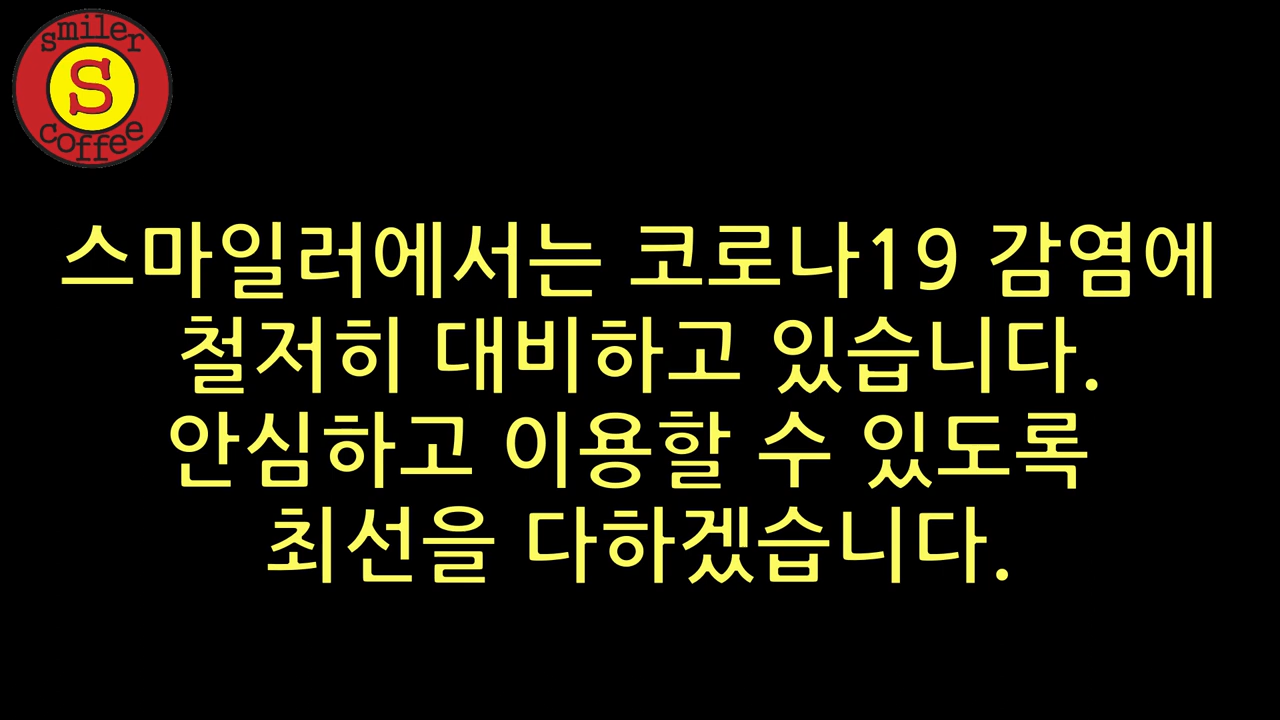 smiler
S
coffee
스마일러에서는 코로나19 감염에
철저히 대비하고 있습니다.
안심하고 이용할 수 있도록
최선을 다하겠습니다.